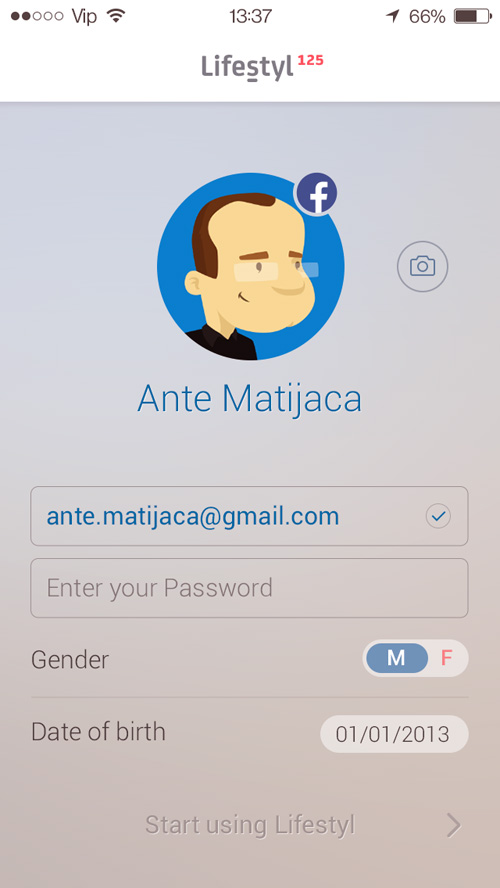 Vip 13:37 66%
Lifestyl 125
f
Ante Matijaca
ante.matijaca@gmail.com
Enter your Password
Gender M F
Date of birth 01/01/2013
Start using Lifestyl